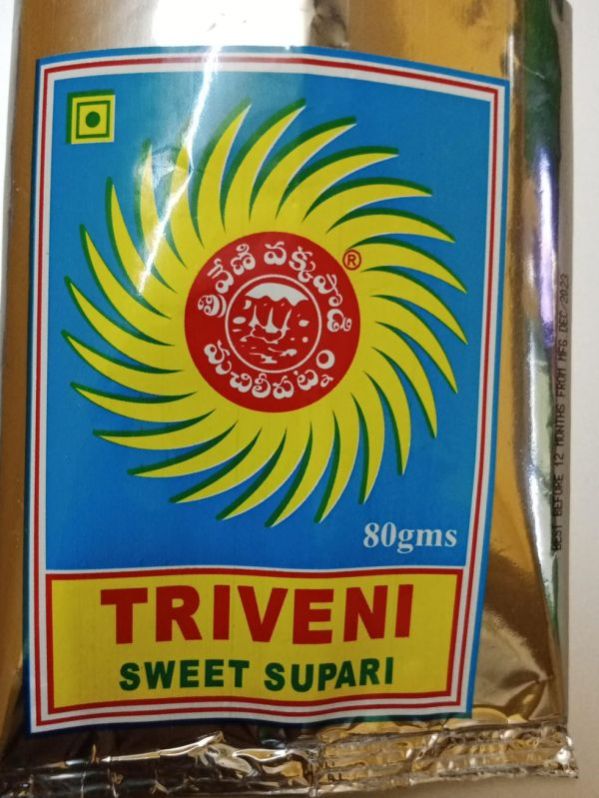 త్రివేణి వక్కపొడి
®
మచిలీపట్నం
80gms
TRIVENI
SWEET SUPARI
BEST BEFORE 12 MONTHS FROM MFG DEC 2023